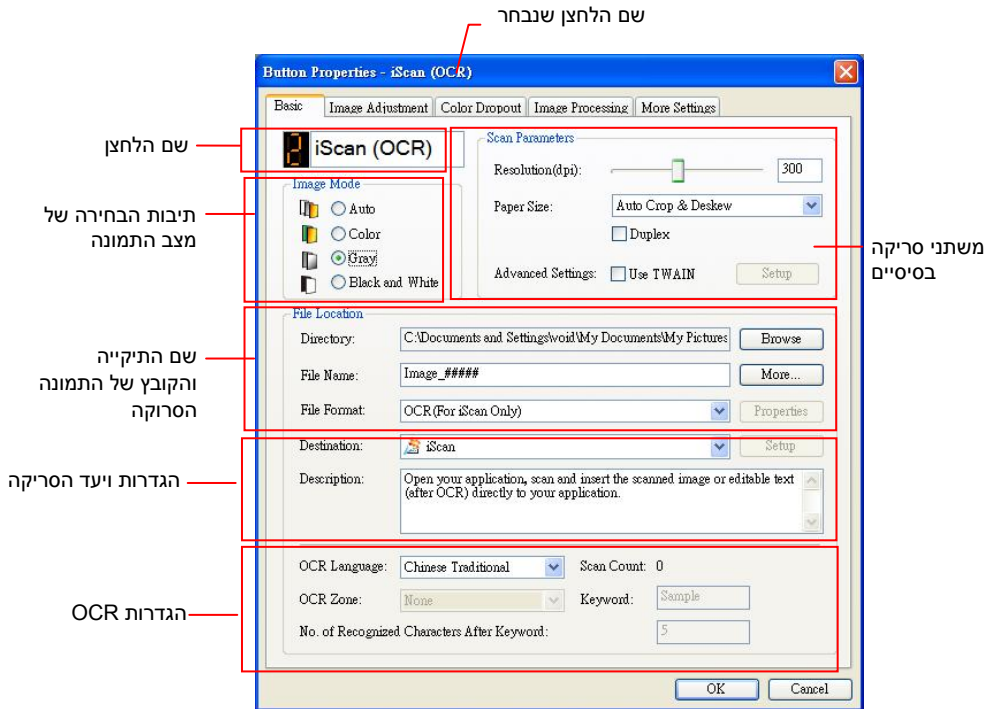 שם הלחצן שנבחר
Button Properties - iScan (OCR)
Basic Image Adjustment Color Dropout Image Processing More Settings
שם הלחצן
2 iScan (OCR)
תיבות הבחירה של
מצב התמונה
Image Mode
Auto
Color
Gray
Black and White
Scan Parameters
Resolution(dpi): 300
Paper Size: Auto Crop & Deskew
Duplex
Advanced Settings: Use TWAIN Setup
משתני סריקה
בסיסיים
שם התיקייה
והקובץ של התמונה
הסרוקה
File Location
Directory: C:\Documents and Settings\void\My Documents\My Pictures Browse
File Name: Image_##### More...
File Format: OCR(For iScan Only) Properties
הגדרות ויעד הסריקה
Destination: iScan Setup
Description: Open your application, scan and insert the scanned image or editable text
(after OCR) directly to your application.
הגדרות OCR
OCR Language: Chinese Traditional Scan Count: 0
OCR Zone: None Keyword: Sample
No. of Recognized Characters After Keyword: 5
OK Cancel